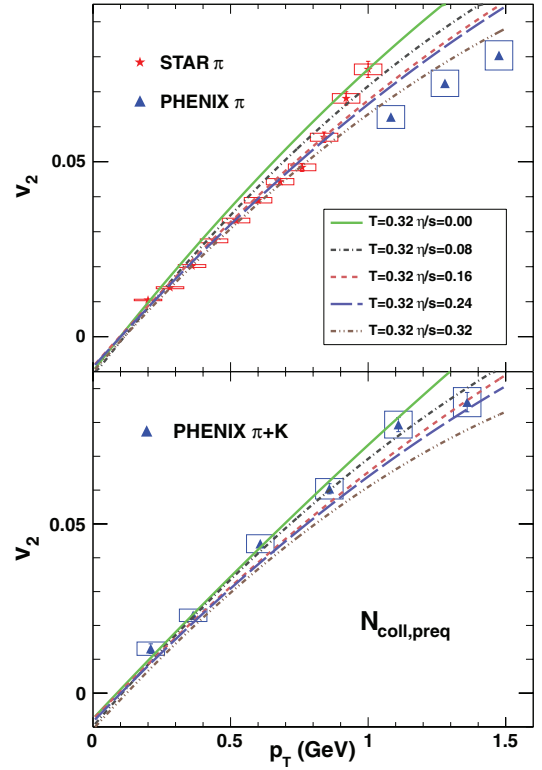 v2
0.05
0
STAR π
PHENIX π
T=0.32 η/s=0.00
T=0.32 η/s=0.08
T=0.32 η/s=0.16
T=0.32 η/s=0.24
T=0.32 η/s=0.32
v2
0.05
0
PHENIX π+K
Ncoll,preq
0 0.5 1 1.5
pT (GeV)